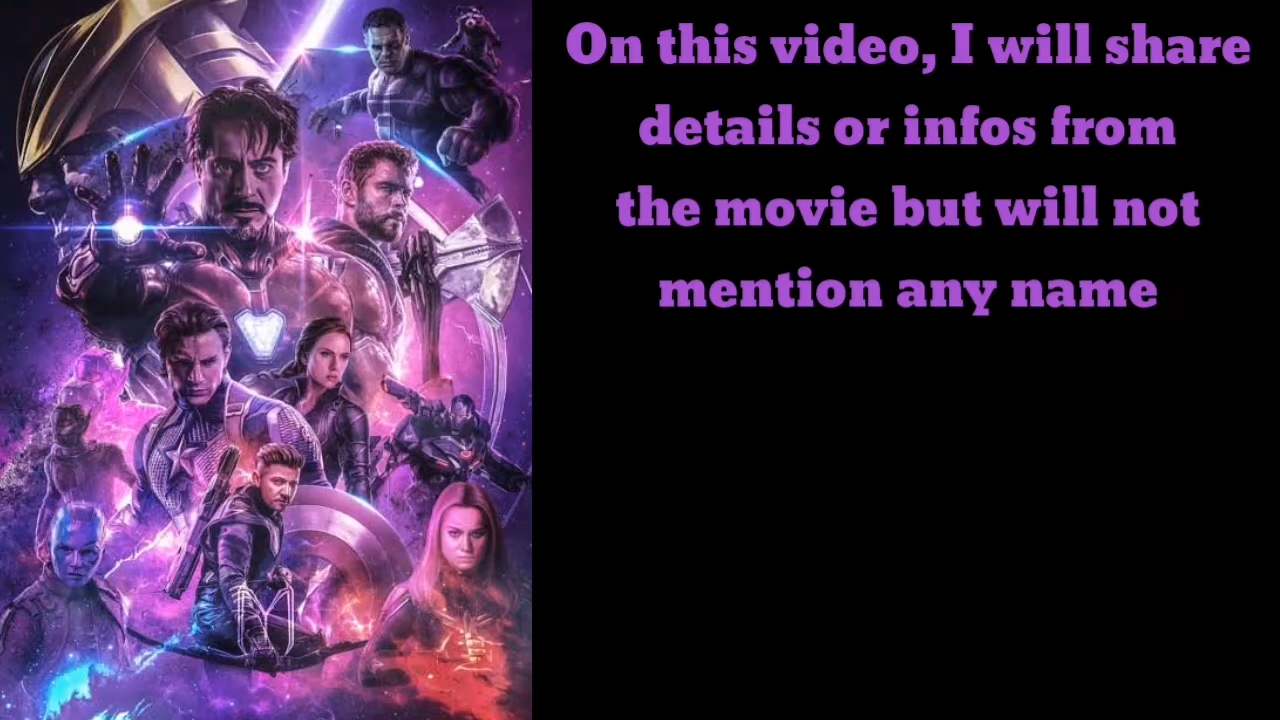 On this video, I will share
details or infos from
the movie but will not
mention any name